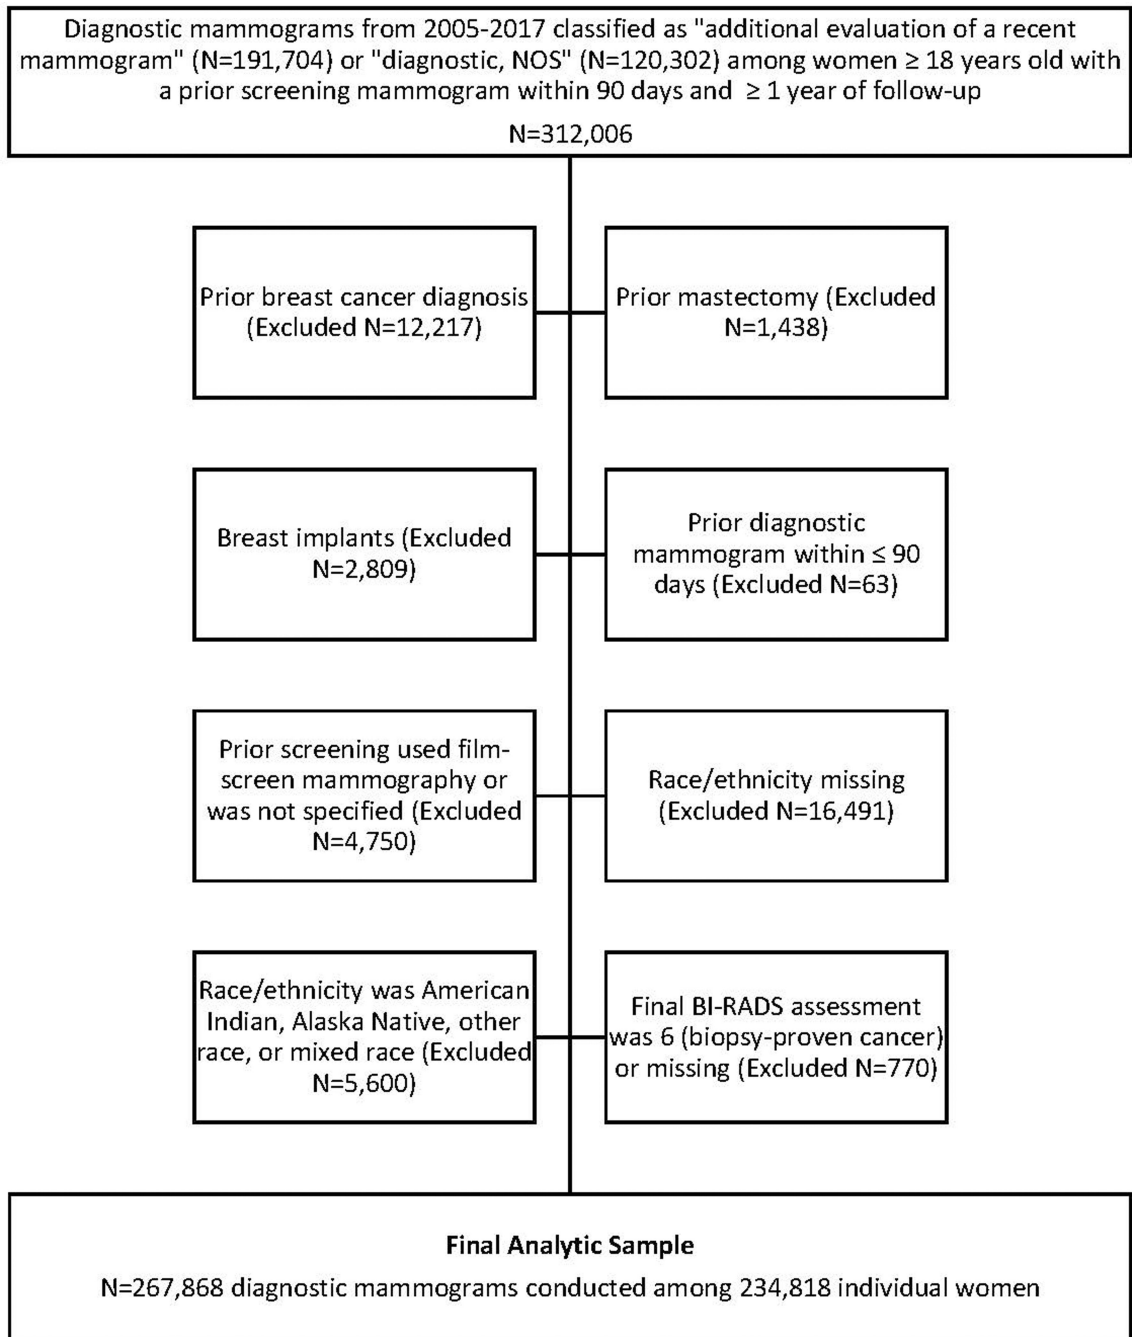 Diagnostic mammograms from 2005-2017 classified as "additional evaluation of a recent
mammogram" (N=191,704) or "diagnostic, NOS" (N=120,302) among women ≥ 18 years old with
a prior screening mammogram within 90 days and ≥ 1 year of follow-up
N=312,006
Prior breast cancer diagnosis
(Excluded N=12,217)
Prior mastectomy (Excluded
N=1,438)
Breast implants (Excluded
N=2,809)
Prior diagnostic
mammogram within ≤ 90
days (Excluded N=63)
Prior screening used film-
screen mammography or
was not specified (Excluded
N=4,750)
Race/ethnicity missing
(Excluded N=16,491)
Race/ethnicity was American
Indian, Alaska Native, other
race, or mixed race (Excluded
N=5,600)
Final BI-RADS assessment
was 6 (biopsy-proven cancer)
or missing (Excluded N=770)
Final Analytic Sample
N=267,868 diagnostic mammograms conducted among 234,818 individual women